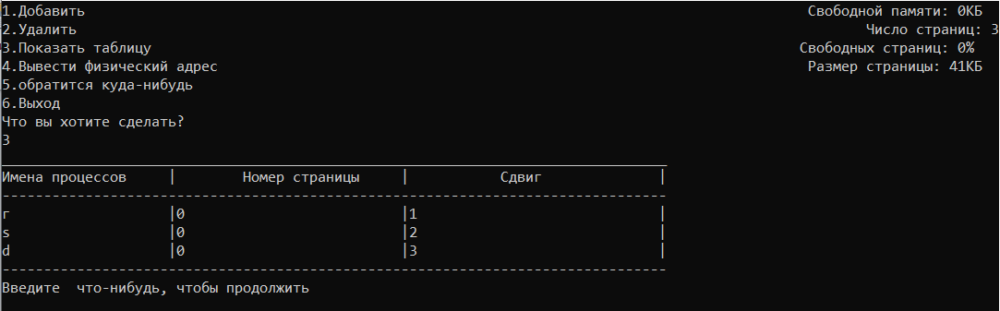 1.Добавить Свободной памяти: 0КБ
2.Удалить Число страниц: 3
3.Показать таблицу Свободных страниц: 0%
4.Вывести физический адрес Размер страницы: 41КБ
5.обратится куда-нибудь
6.Выход
Что вы хотите сделать?
3
Имена процессов | Номер страницы | Сдвиг |
r |0 |1 |
s |0 |2 |
d |0 |3 |
Введите  что-нибудь, чтобы продолжить